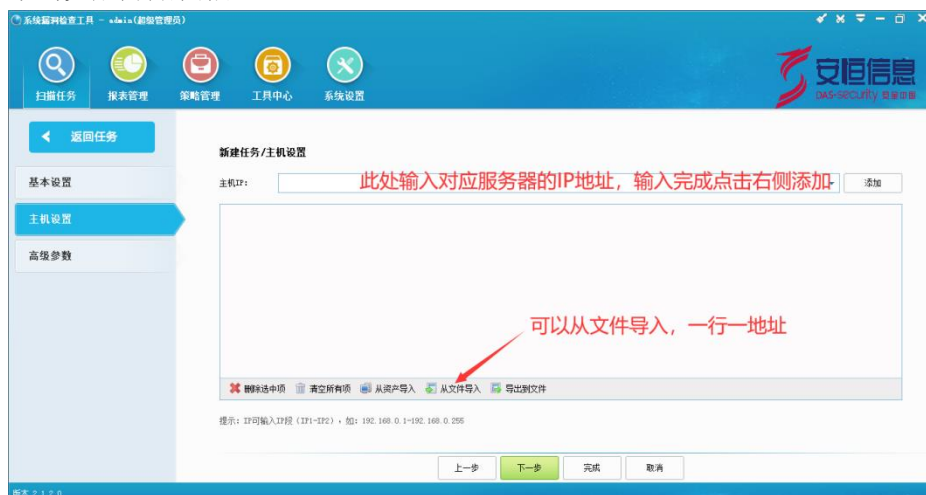 系统漏洞检查工具 - admin(超级管理员)
扫描任务 报表管理 策略管理 工具中心 系统设置
安恒信息
DAS-Security
返回任务
新建任务/主机设置
基本设置
主机IP: 此处输入对应服务器的IP地址，输入完成点击右侧添加 添加
主机设置
高级参数
可以从文件导入，一行一地址
删除选中项 清空所有项 从资产导入 从文件导入 导出到文件
提示: IP可输入IP段 (IP1-IP2) , 如: 192.168.0.1-192.168.0.255
上一步 下一步 完成 取消
版本 2.1.2.0